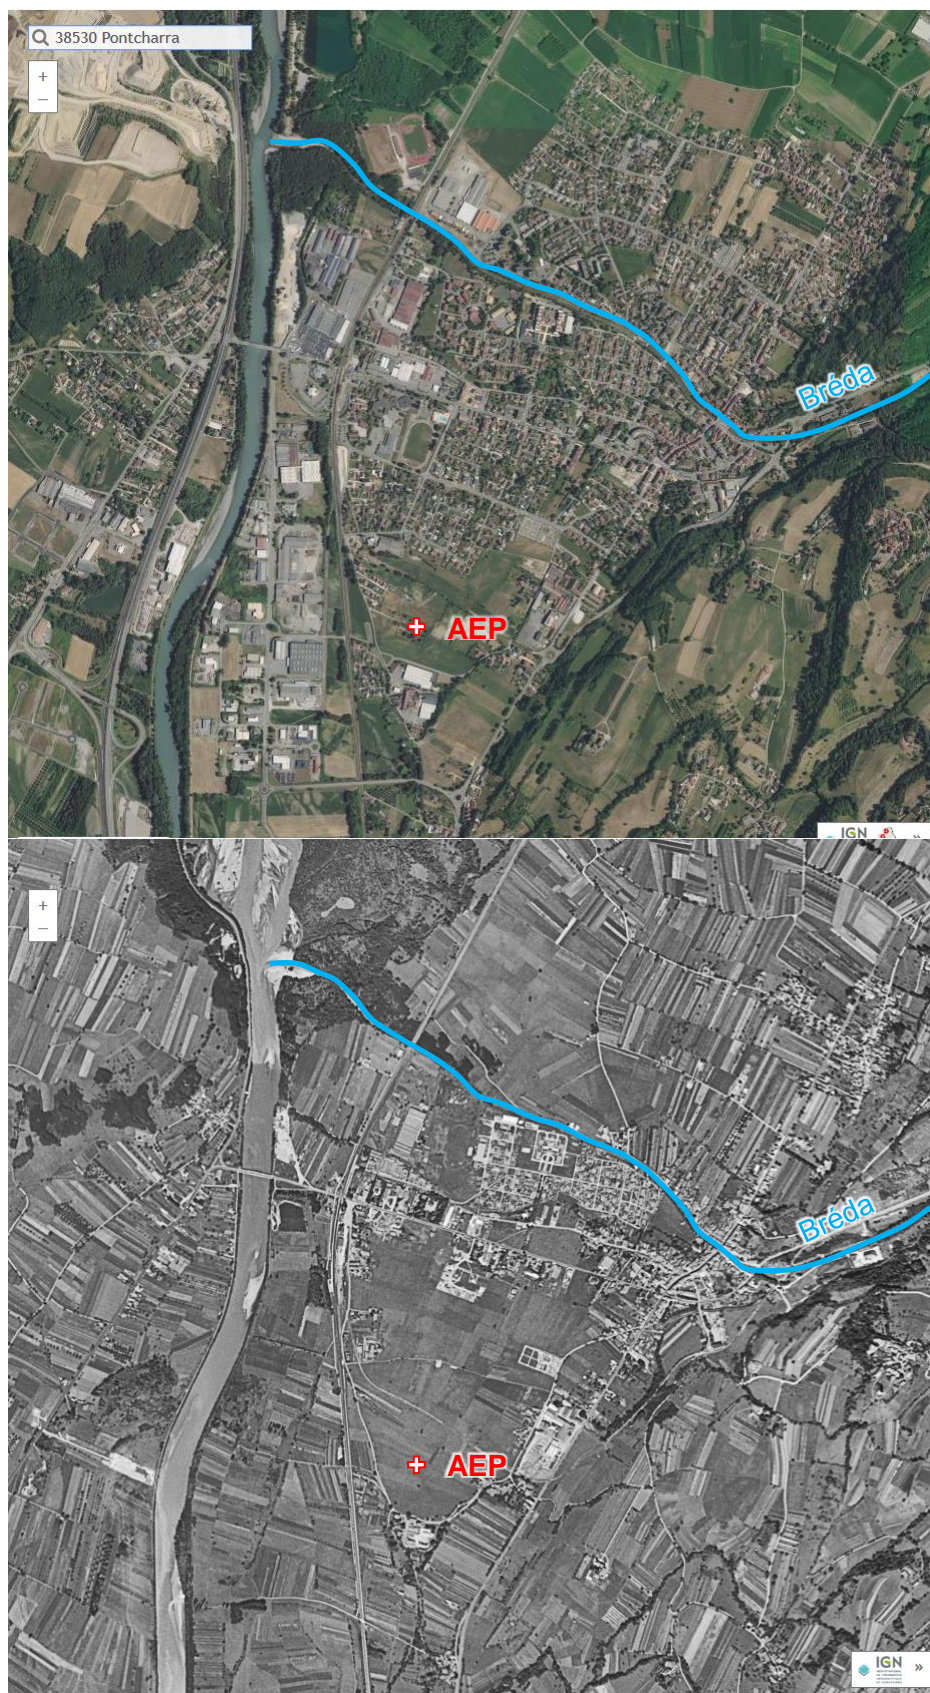 38530 Pontcharra
+
−
Bréda
AEP
IGN
»
+
−
Bréda
AEP
IGN
»